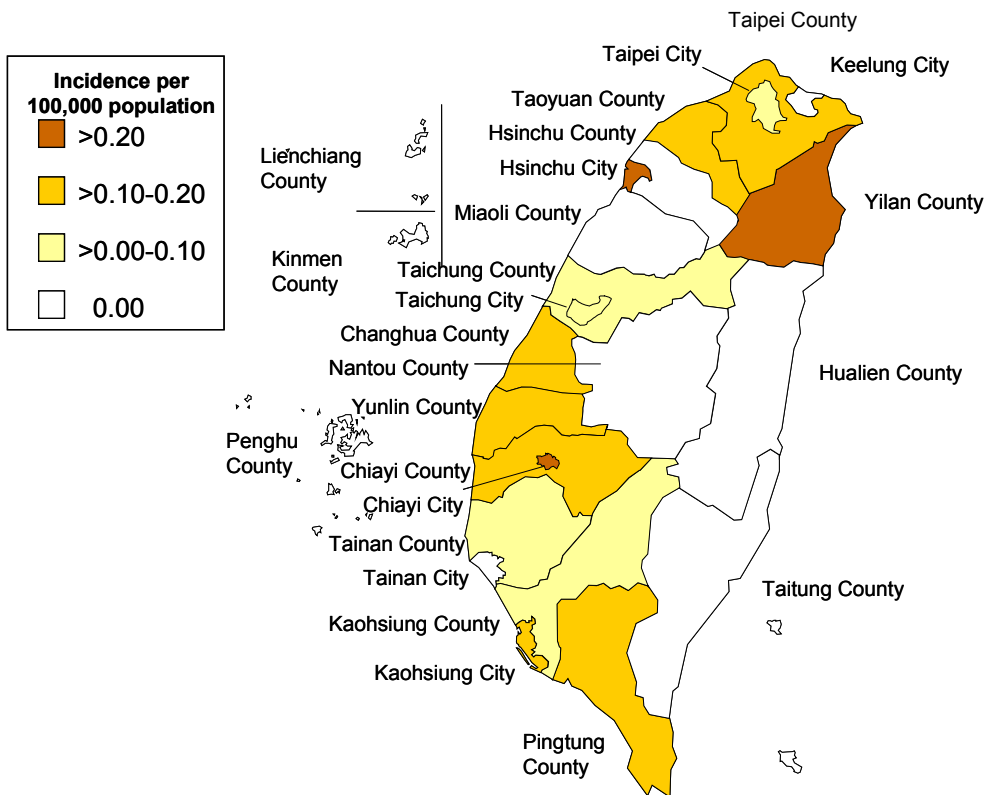 Incidence per
100,000 population
>0.20
>0.10-0.20
>0.00-0.10
0.00
Taipei County
Taipei City
Keelung City
Taoyuan County
Hsinchu County
Hsinchu City
Lienchiang
County
Yilan County
Miaoli County
Kinmen
County
Taichung County
Taichung City
Changhua County
Nantou County
Hualien County
Yunlin County
Penghu
County
Chiayi County
Chiayi City
Tainan County
Tainan City
Taitung County
Kaohsiung County
Kaohsiung City
Pingtung
County